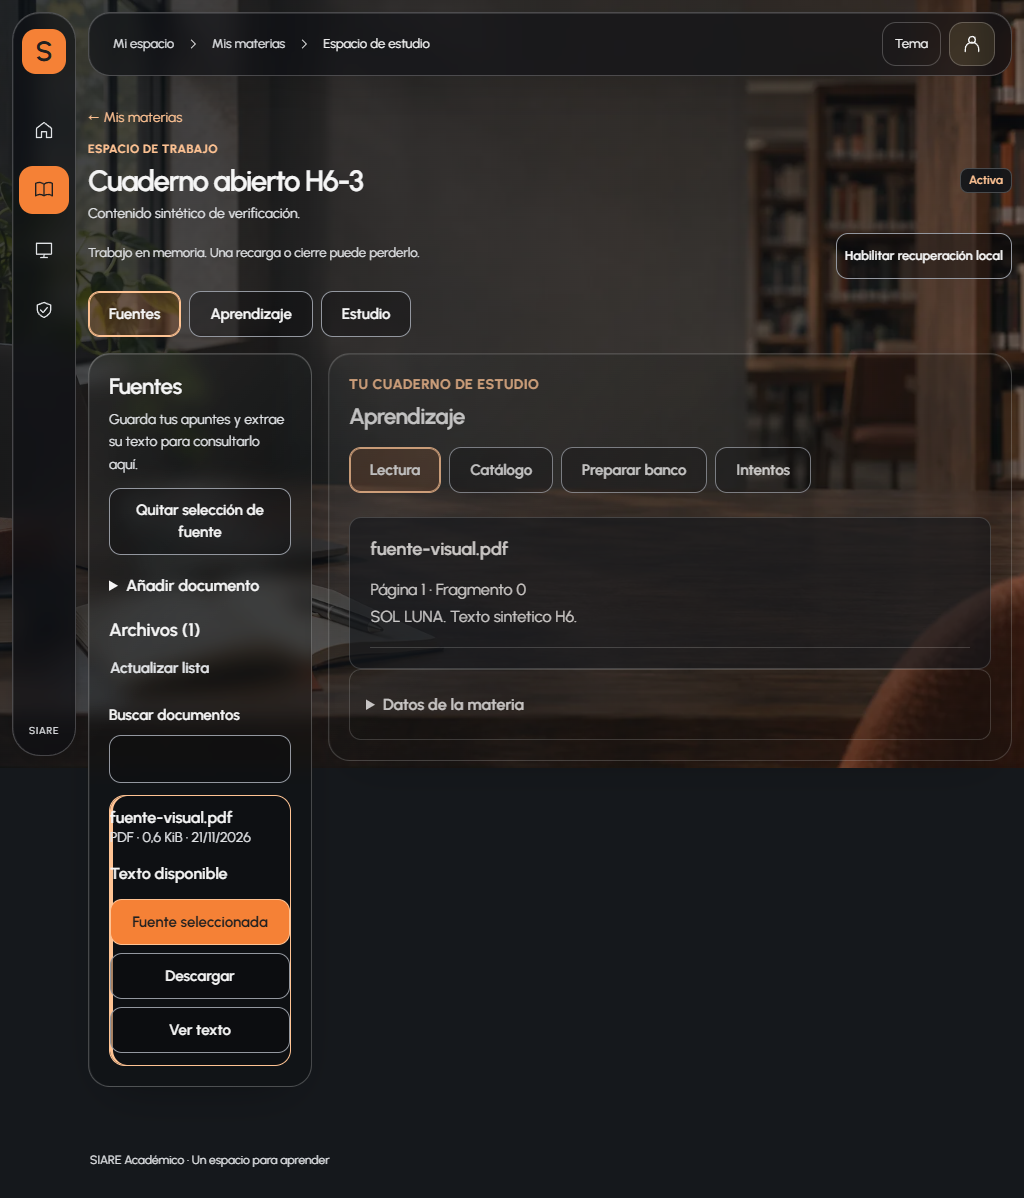 S
Mi espacio > Mis materias > Espacio de estudio
Tema
← Mis materias
ESPACIO DE TRABAJO
Cuaderno abierto H6-3
Activa
Contenido sintético de verificación.
Trabajo en memoria. Una recarga o cierre puede perderlo.
Habilitar recuperación local
Fuentes
Aprendizaje
Estudio
Fuentes
Guarda tus apuntes y extrae
su texto para consultarlo
aquí.
Quitar selección de
fuente
▶ Añadir documento
Archivos (1)
Actualizar lista
Buscar documentos
fuente-visual.pdf
PDF · 0,6 KiB · 21/11/2026
Texto disponible
Fuente seleccionada
Descargar
Ver texto
TU CUADERNO DE ESTUDIO
Aprendizaje
Lectura
Catálogo
Preparar banco
Intentos
fuente-visual.pdf
Página 1 · Fragmento 0
SOL LUNA. Texto sintetico H6.
▶ Datos de la materia
SIARE
SIARE Académico · Un espacio para aprender